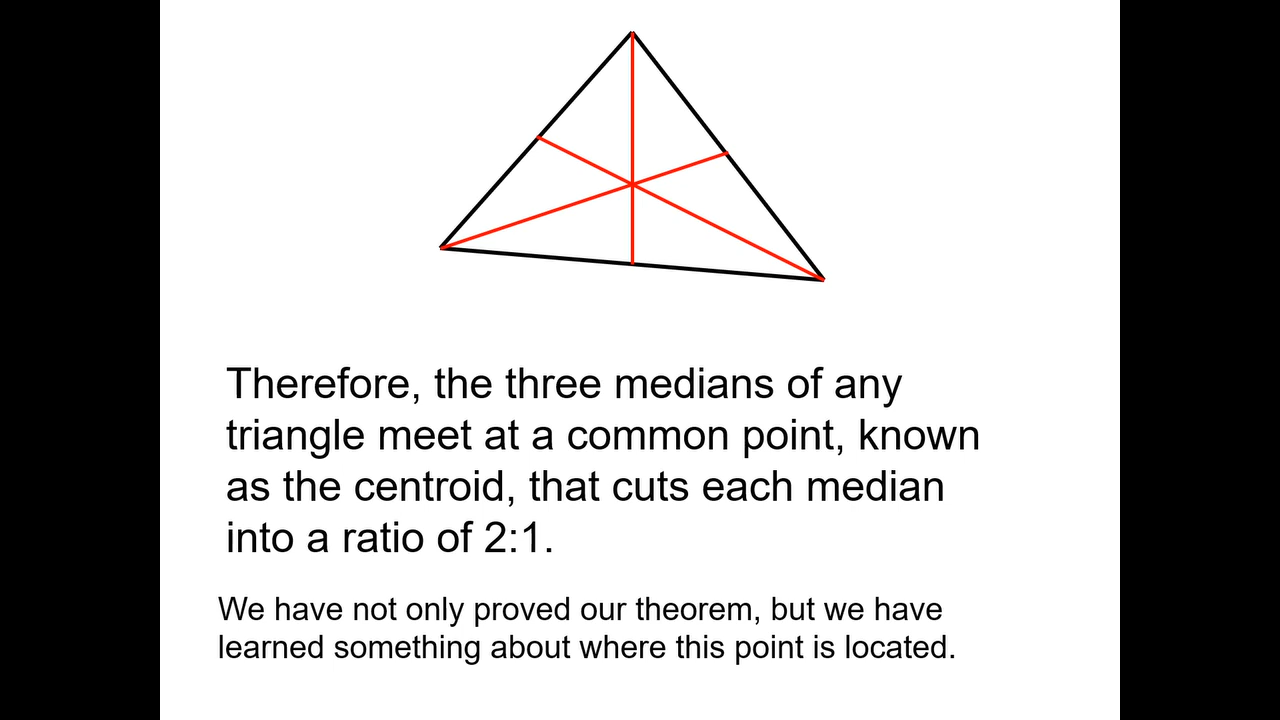 Therefore, the three medians of any
triangle meet at a common point, known
as the centroid, that cuts each median
into a ratio of 2:1.
We have not only proved our theorem, but we have
learned something about where this point is located.